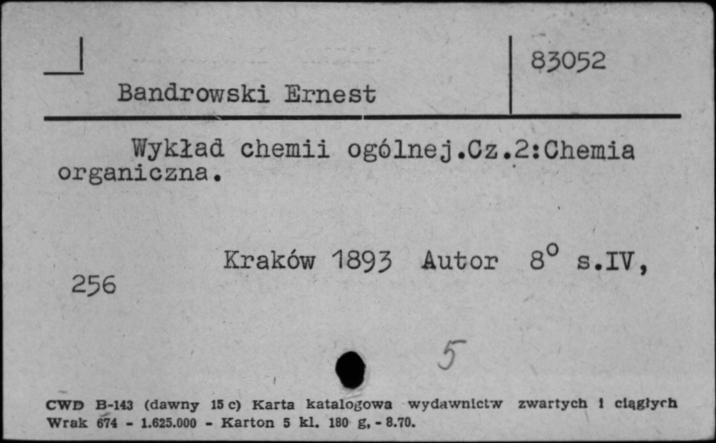 83052
Bandrowski Ernest
Wykład chemii ogólnej.Cz.2:Chemia
organiczna.
Kraków 1893 Autor 8° s.IV,
256
5
CWD B-143 (dawny 15 c) Karta katalogowa wydawnictw zwartych i ciągłych
Wrak 674 - 1.625.000 - Karton 5 kl. 180 g, - 8.70.